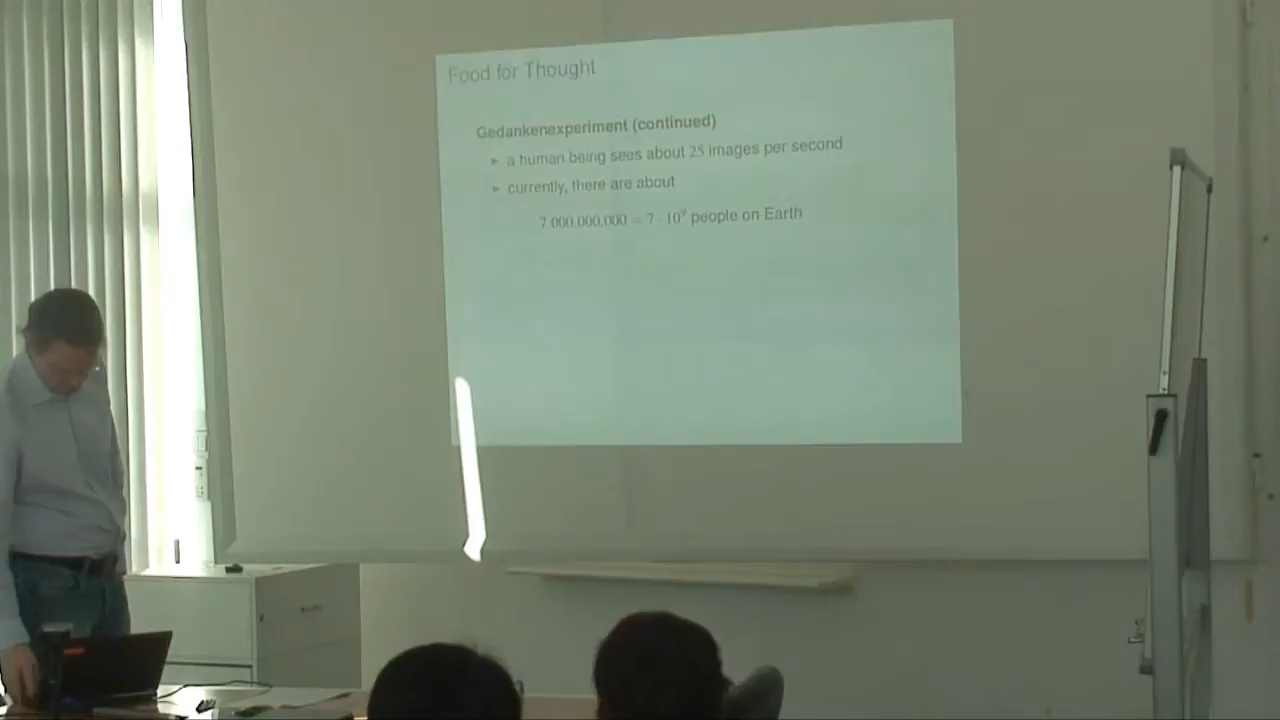 Food for Thought
Gedankenexperiment (continued)
► a human being sees about 25 images per second
► currently, there are about
7.000.000.000 = 7 · 10⁹ people on Earth